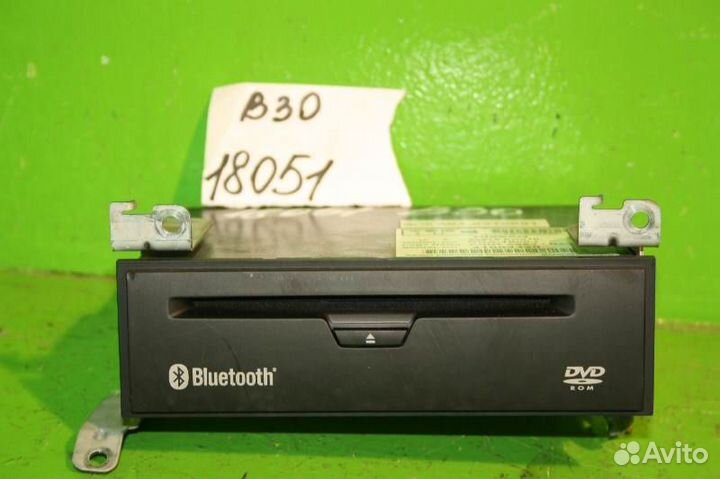 B30
18051
Bluetooth®
DVD
ROM
Avito